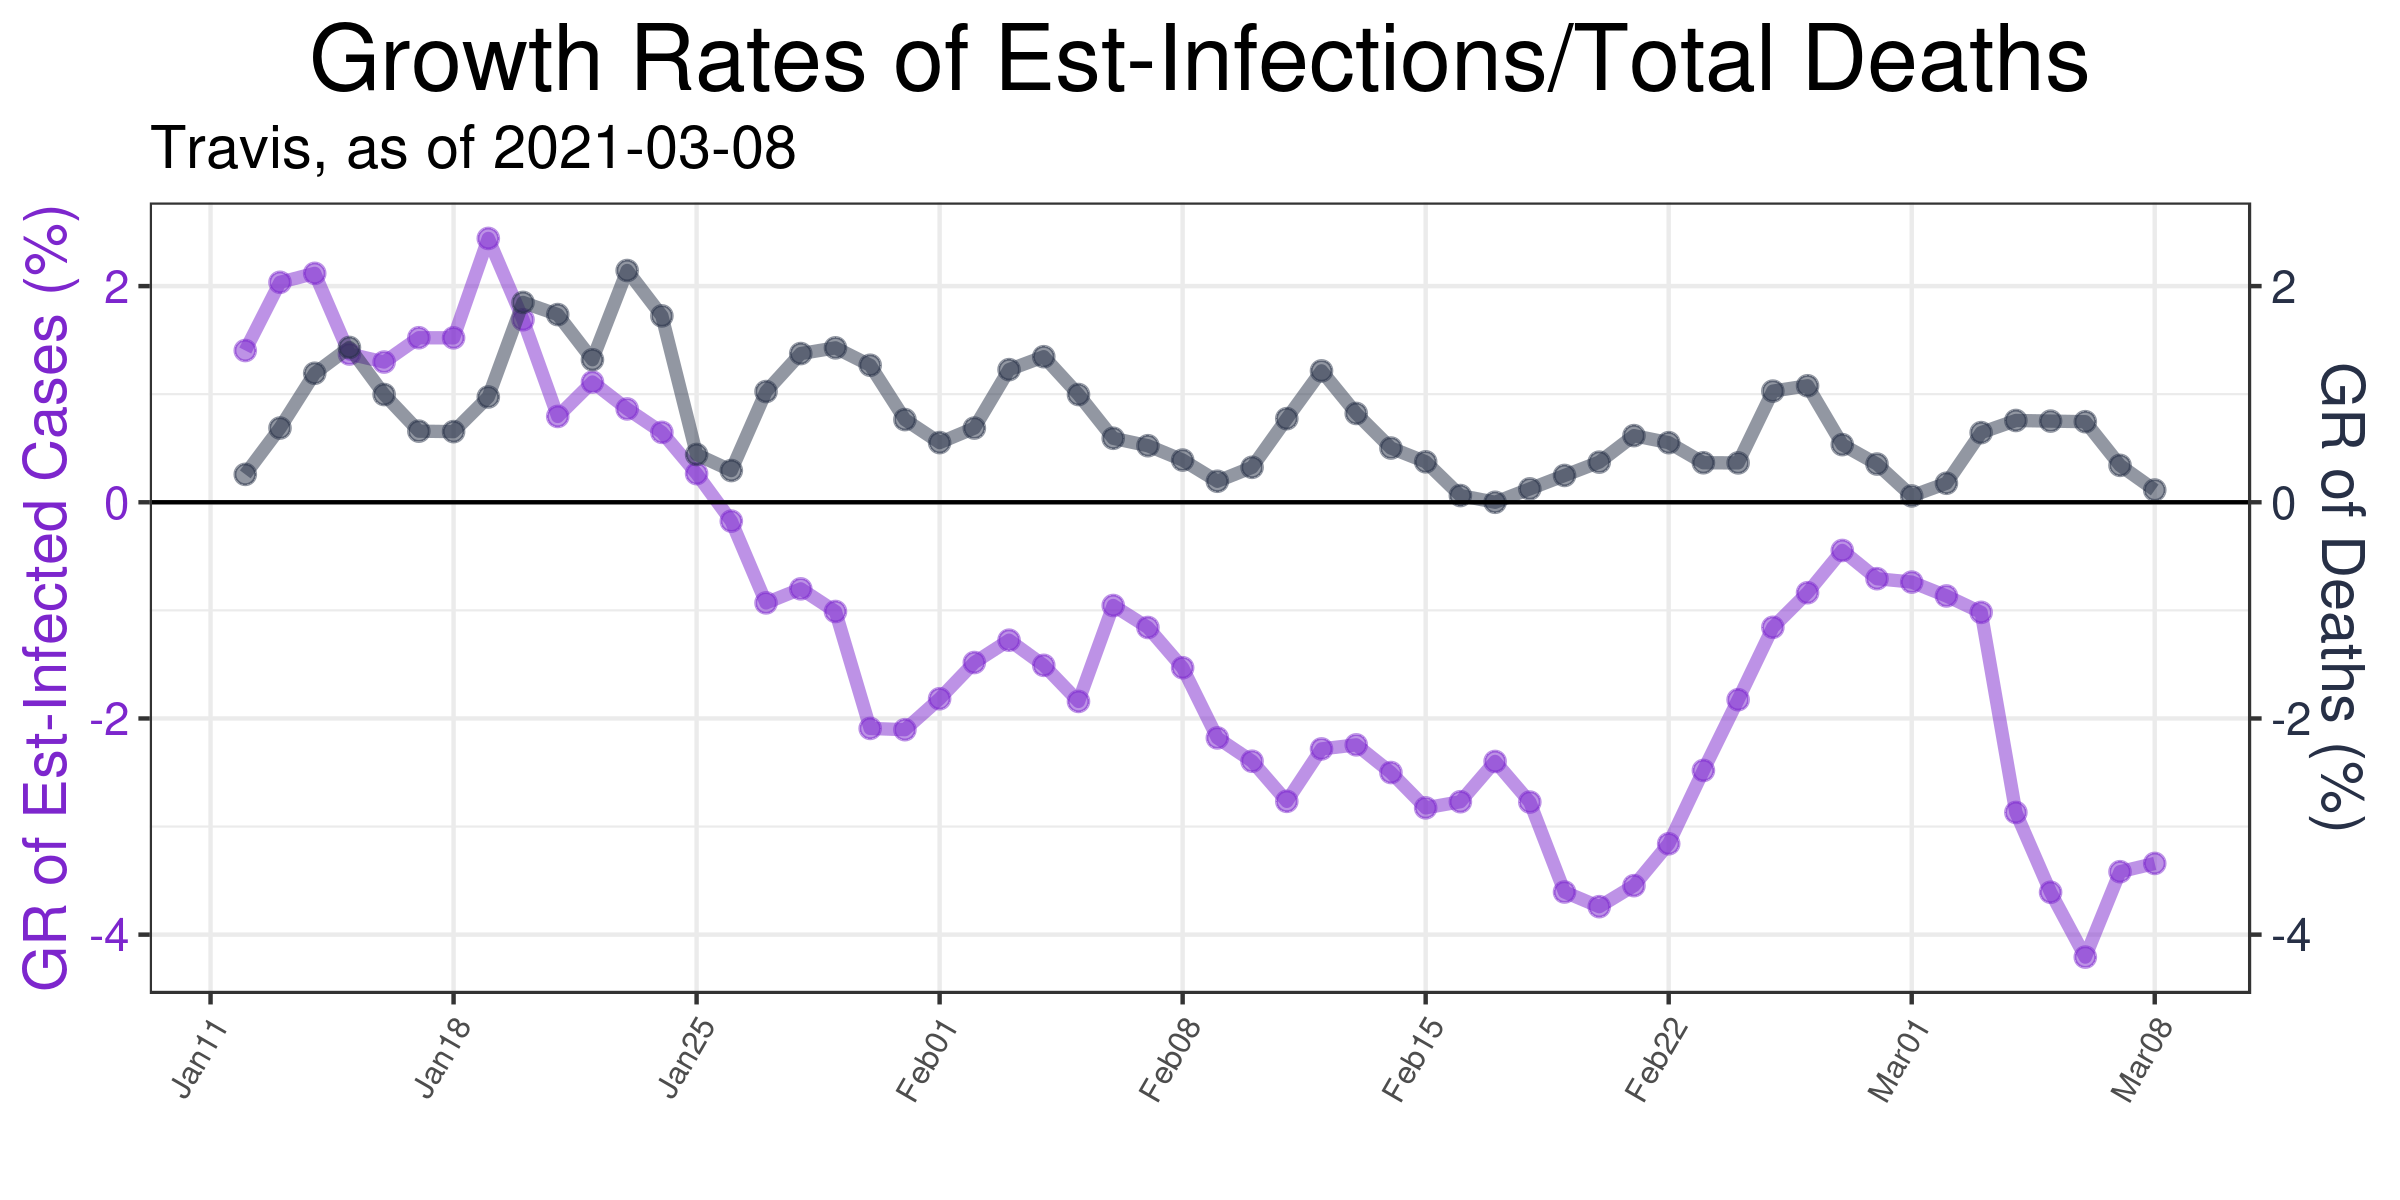 Growth Rates of Est-Infections/Total Deaths
Travis, as of 2021-03-08
GR of Est-Infected Cases (%)
2
0
-2
-4
2
0
-2
-4
GR of Deaths (%)
Jan11
Jan18
Jan25
Feb01
Feb08
Feb15
Feb22
Mar01
Mar08